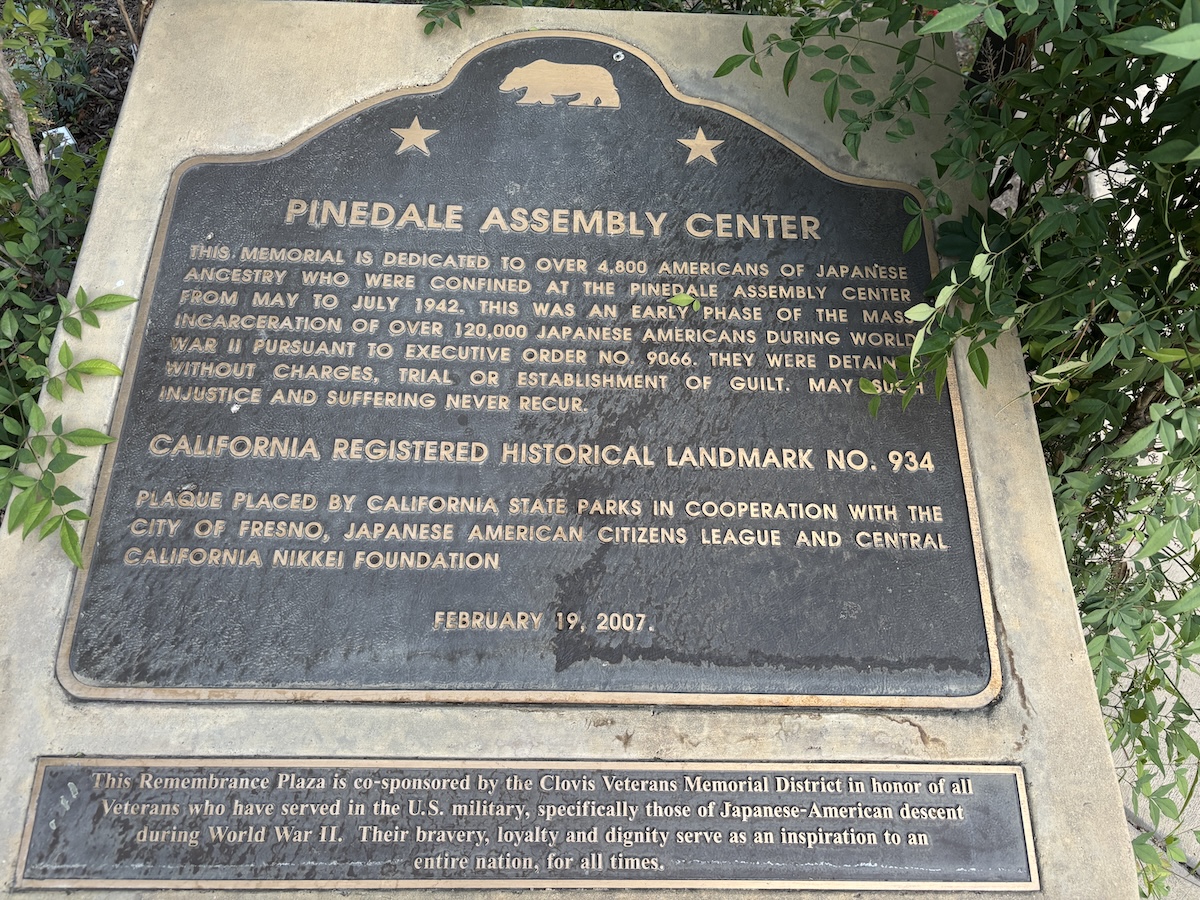 PINEDALE ASSEMBLY CENTER
THIS MEMORIAL IS DEDICATED TO OVER 4,800 AMERICANS OF JAPANESE
ANCESTRY WHO WERE CONFINED AT THE PINEDALE ASSEMBLY CENTER
FROM MAY TO JULY 1942. THIS WAS AN EARLY PHASE OF THE MASS
INCARCERATION OF OVER 120,000 JAPANESE AMERICANS DURING WORLD
WAR II PURSUANT TO EXECUTIVE ORDER NO. 9066. THEY WERE DETAIN
WITHOUT CHARGES, TRIAL OR ESTABLISHMENT OF GUILT. MAY SUCH
INJUSTICE AND SUFFERING NEVER RECUR.
CALIFORNIA REGISTERED HISTORICAL LANDMARK NO. 934
PLAQUE PLACED BY CALIFORNIA STATE PARKS IN COOPERATION WITH THE
CITY OF FRESNO, JAPANESE AMERICAN CITIZENS LEAGUE AND CENTRAL
CALIFORNIA NIKKEI FOUNDATION
FEBRUARY 19, 2007.
This Remembrance Plaza is co-sponsored by the Clovis Veterans Memorial District in honor of all
Veterans who have served in the U.S. military, specifically those of Japanese-American descent
during World War II. Their bravery, loyalty and dignity serve as an inspiration to an
entire nation, for all times.